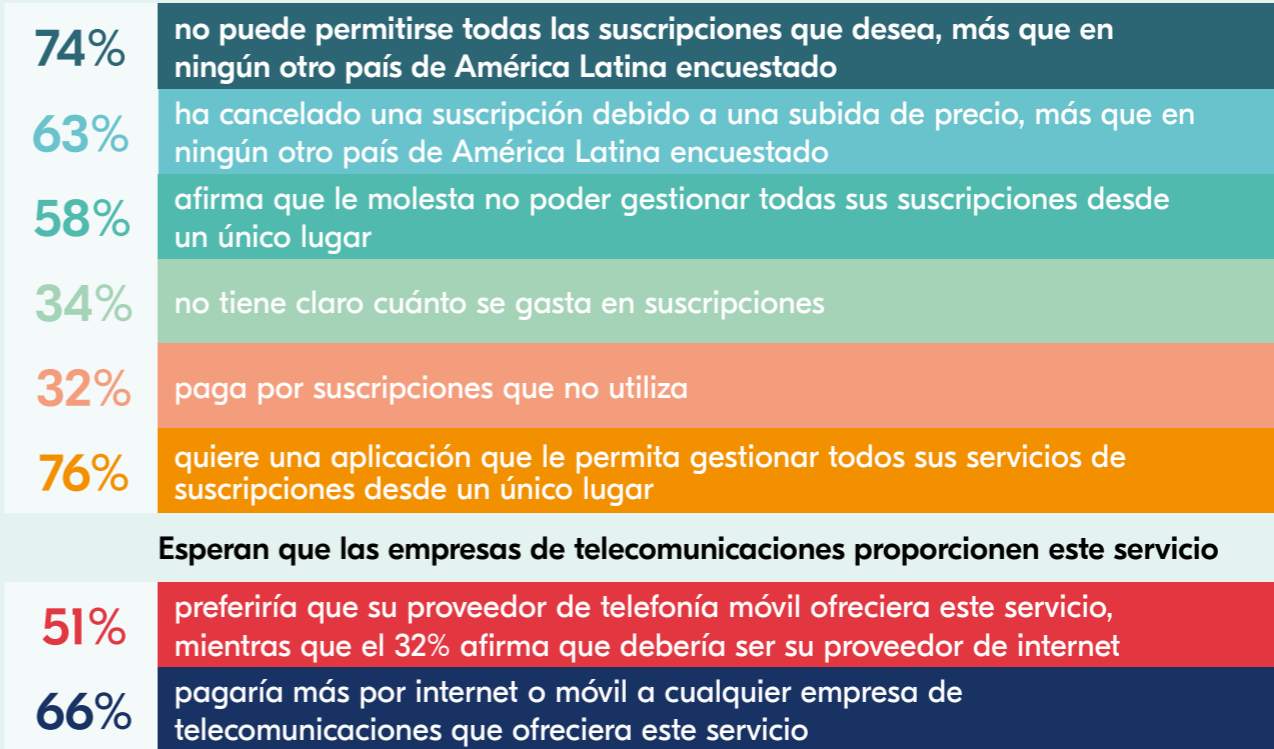 74%
no puede permitirse todas las suscripciones que desea, más que en
ningún otro país de América Latina encuestado
63%
ha cancelado una suscripción debido a una subida de precio, más que en
ningún otro país de América Latina encuestado
58%
afirma que le molesta no poder gestionar todas sus suscripciones desde
un único lugar
34%
no tiene claro cuánto se gasta en suscripciones
32%
paga por suscripciones que no utiliza
76%
quiere una aplicación que le permita gestionar todos sus servicios de
suscripciones desde un único lugar
Esperan que las empresas de telecomunicaciones proporcionen este servicio
51%
preferiría que su proveedor de telefonía móvil ofreciera este servicio,
mientras que el 32% afirma que debería ser su proveedor de internet
66%
pagaría más por internet o móvil a cualquier empresa de
telecomunicaciones que ofreciera este servicio